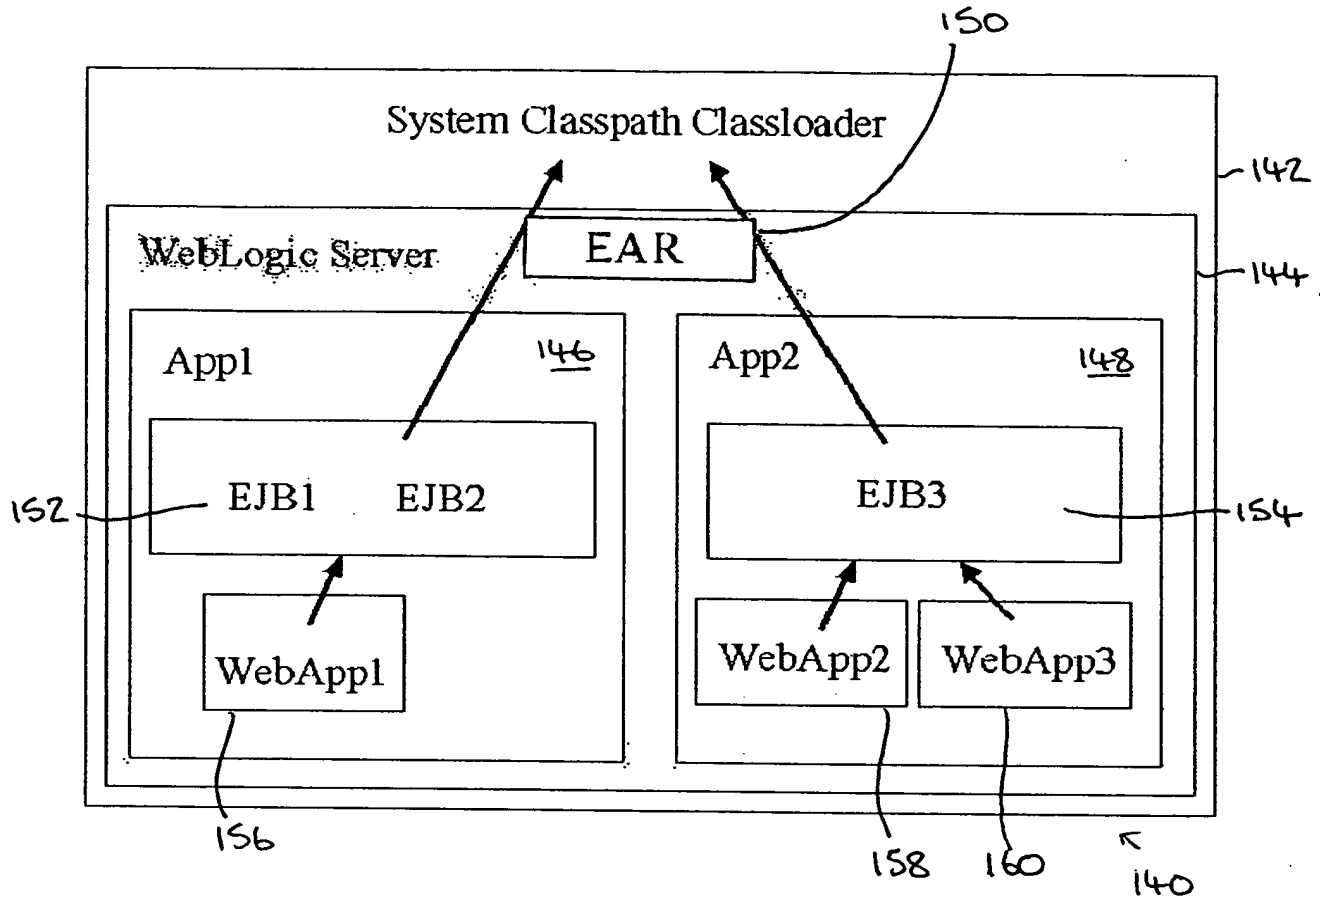 150
System Classpath Classloader
142
EAR
WebLogic Server
144
App1
146
App2
148
EJB1 EJB2
EJB3
152
154
WebApp1
WebApp2
WebApp3
156
158
160
140